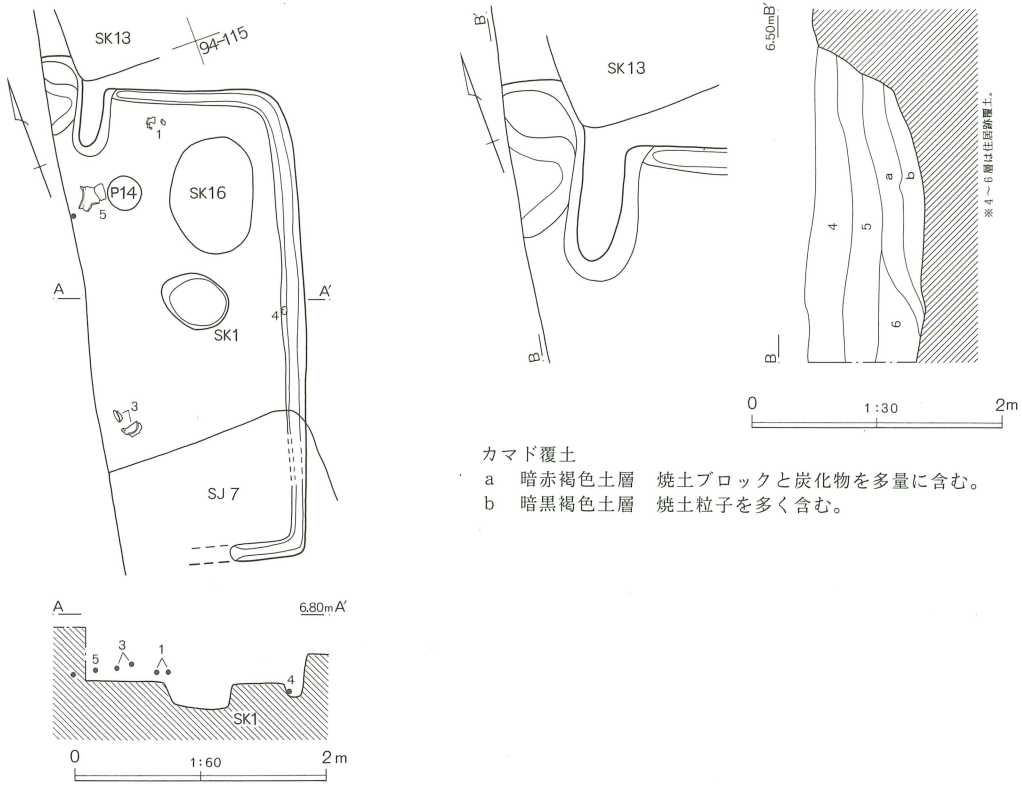 SK13
94-115
1
P14
SK16
5
A
A′
4
SK1
3
SJ 7
A
6.80m A′
5
3
1
4
SK1
0
1:60
2m
B′
SK13
B
6.50mB′
a
b
4
5
6
B
※4～6層は住居跡覆土。
0
1:30
2m
カマド覆土
a 暗赤褐色土層 焼土ブロックと炭化物を多量に含む。
b 暗黒褐色土層 焼土粒子を多く含む。